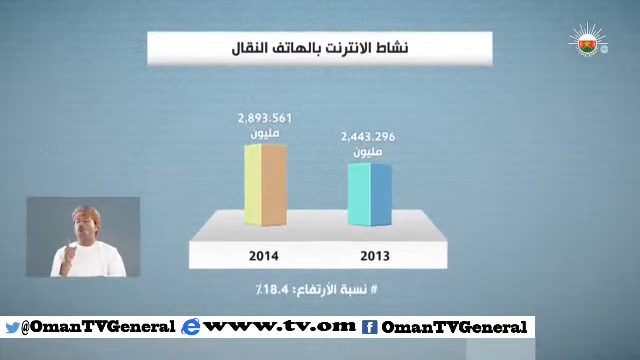 نشاط الانترنت بالهاتف النقال
2,893.561
مليون
2,443.296
مليون
2014
2013
# نسبة الأرتفاع: 18.4٪
@OmanTVGeneral www.tv.om OmanTVGeneral